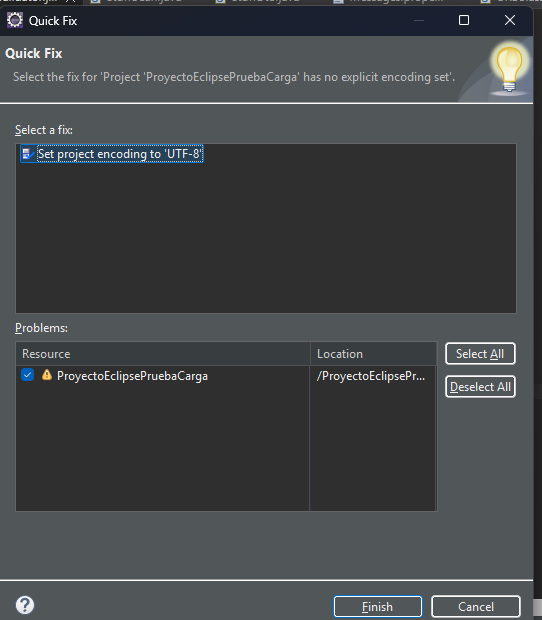 Quick Fix
Quick Fix
Select the fix for 'Project 'ProyectoEclipsePruebaCarga' has no explicit encoding set'.
Select a fix:
Set project encoding to 'UTF-8'
Problems:
Resource
Location
Select All
ProyectoEclipsePruebaCarga
/ProyectoEclipsePr...
Deselect All
Finish
Cancel